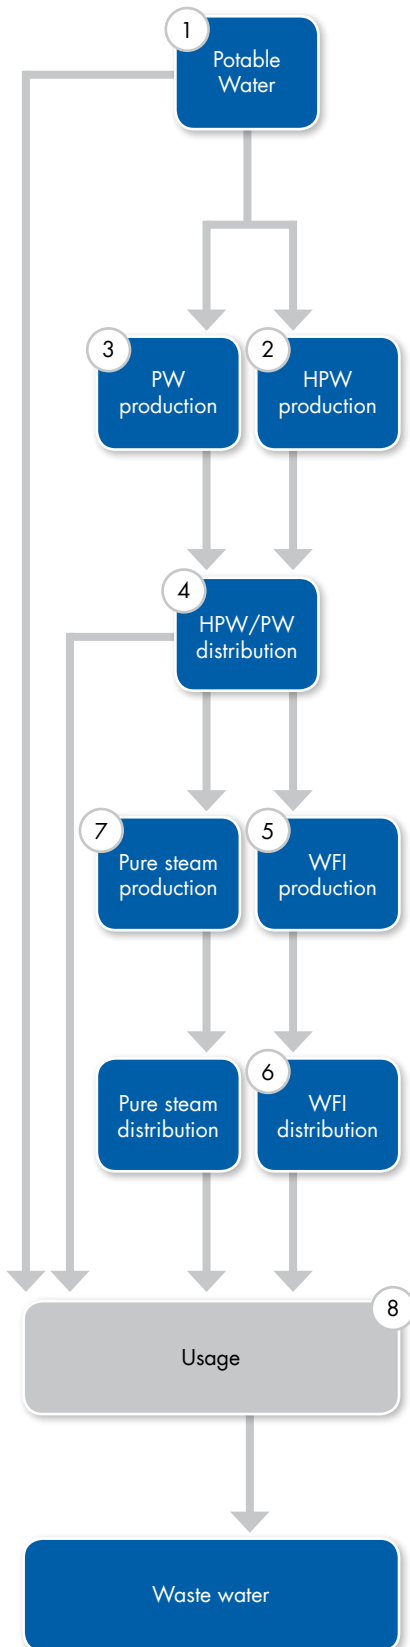 1
Potable
Water
3
PW
production
2
HPW
production
4
HPW/PW
distribution
7
Pure steam
production
5
WFI
production
Pure steam
distribution
6
WFI
distribution
8
Usage
Waste water